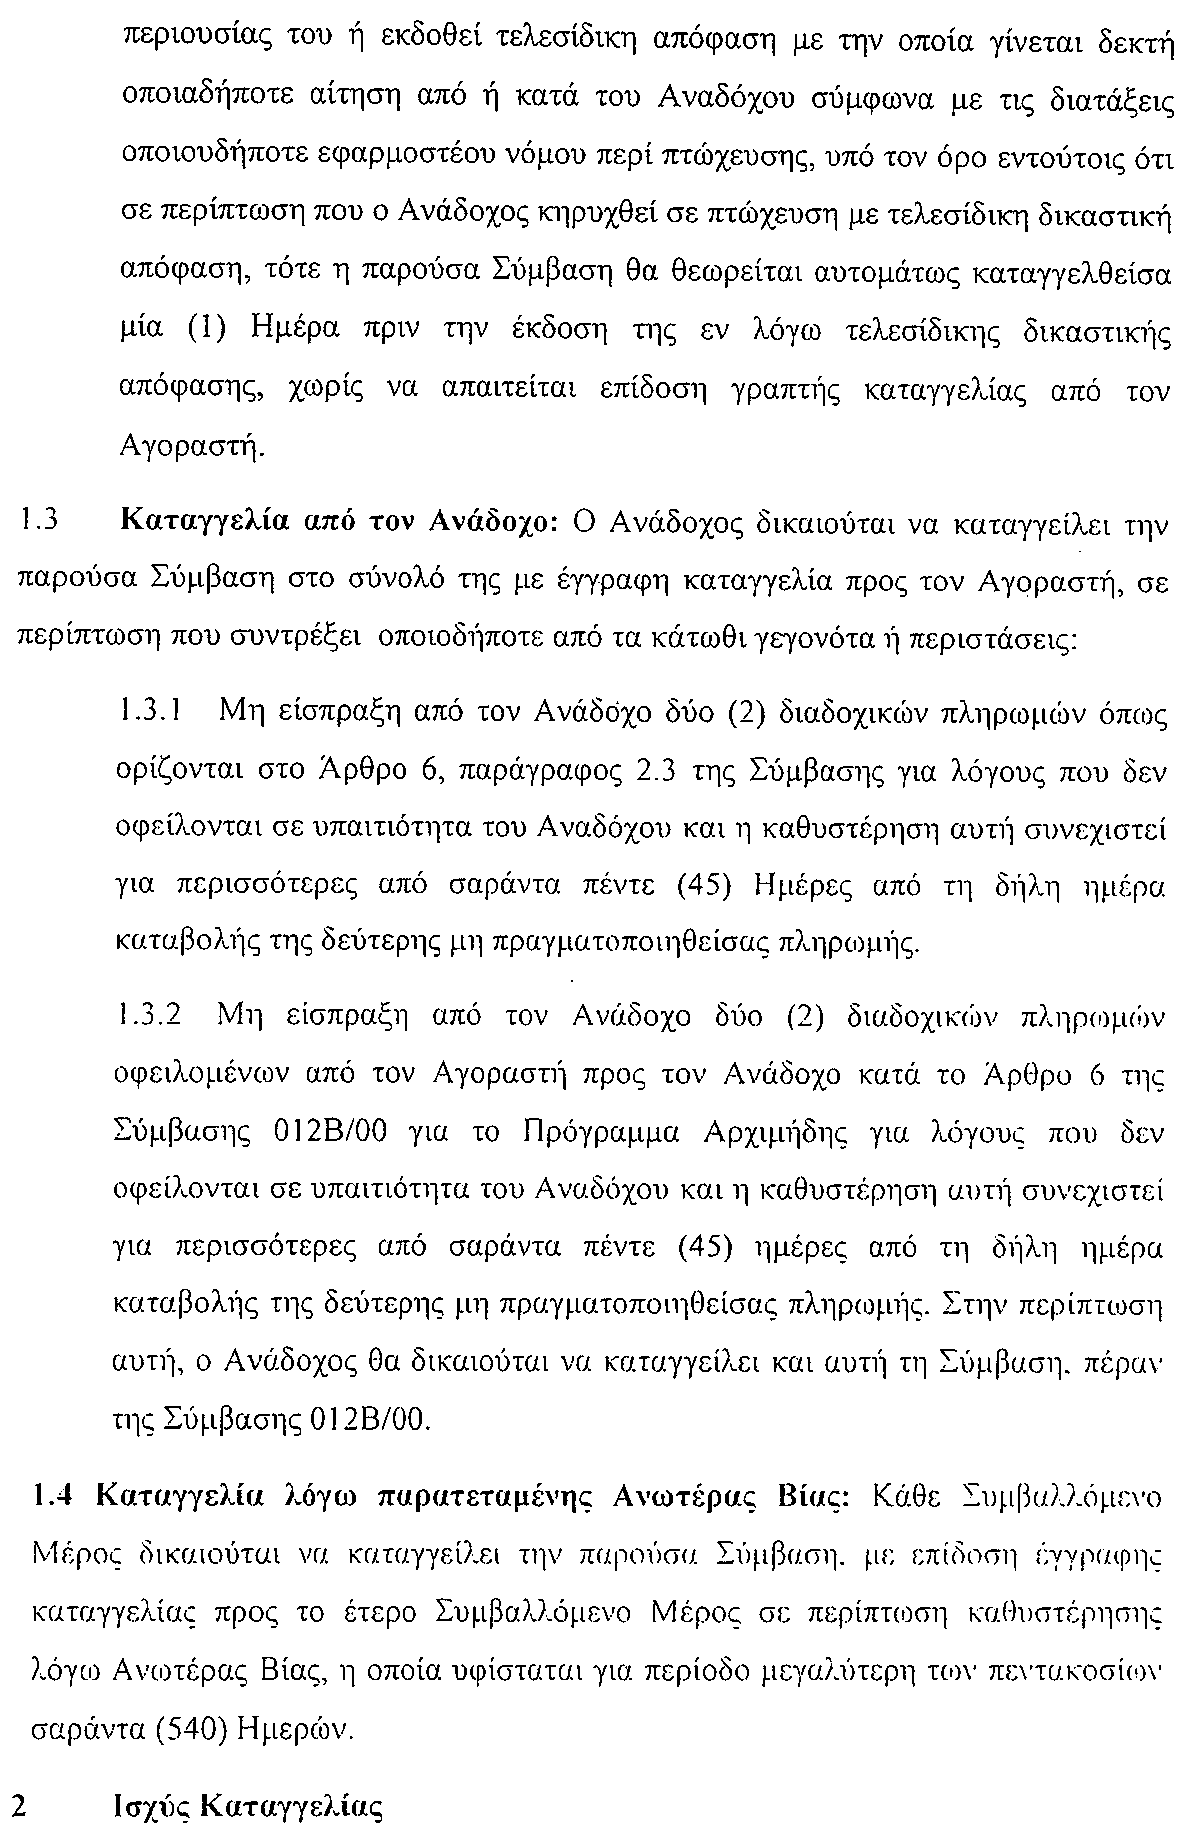 περιουσίας του ή εκδοθεί τελεσίδικη απόφαση με την οποία γίνεται δεκτή
οποιαδήποτε αίτηση από ή κατά του Αναδόχου σύμφωνα με τις διατάξεις
οποιουδήποτε εφαρμοστέου νόμου περί πτώχευσης, υπό τον όρο εντούτοις ότι
σε περίπτωση που ο Ανάδοχος κηρυχθεί σε πτώχευση με τελεσίδικη δικαστική
απόφαση, τότε η παρούσα Σύμβαση θα θεωρείται αυτομάτως καταγγελθείσα
μία (1) Ημέρα πριν την έκδοση της εν λόγω τελεσίδικης δικαστικής
απόφασης, χωρίς να απαιτείται επίδοση γραπτής καταγγελίας από τον
Αγοραστή.
1.3 Καταγγελία από τον Ανάδοχο: Ο Ανάδοχος δικαιούται να καταγγείλει την
παρούσα Σύμβαση στο σύνολό της με έγγραφη καταγγελία προς τον Αγοραστή, σε
περίπτωση που συντρέξει οποιοδήποτε από τα κάτωθι γεγονότα ή περιστάσεις:
1.3.1 Μη είσπραξη από τον Ανάδοχο δύο (2) διαδοχικών πληρωμών όπως
ορίζονται στο Άρθρο 6, παράγραφος 2.3 της Σύμβασης για λόγους που δεν
οφείλονται σε υπαιτιότητα του Αναδόχου και η καθυστέρηση αυτή συνεχιστεί
για περισσότερες από σαράντα πέντε (45) Ημέρες από τη δήλη ημέρα
καταβολής της δεύτερης μη πραγματοποιηθείσας πληρωμής.
1.3.2 Μη είσπραξη από τον Ανάδοχο δύο (2) διαδοχικών πληρωμών
οφειλομένων από τον Αγοραστή προς τον Ανάδοχο κατά το Άρθρο 6 της
Σύμβασης 012Β/00 για το Πρόγραμμα Αρχιμήδης για λόγους που δεν
οφείλονται σε υπαιτιότητα του Αναδόχου και η καθυστέρηση αυτή συνεχιστεί
για περισσότερες από σαράντα πέντε (45) ημέρες από τη δήλη ημέρα
καταβολής της δεύτερης μη πραγματοποιηθείσας πληρωμής. Στην περίπτωση
αυτή, ο Ανάδοχος θα δικαιούται να καταγγείλει και αυτή τη Σύμβαση. πέραν
της Σύμβασης 012Β/00.
1.4 Καταγγελία λόγω παρατεταμένης Ανωτέρας Βίας: Κάθε Συμβαλλόμενο
Μέρος δικαιούται να καταγγείλει την παρούσα Σύμβαση. με επίδοση έγγραφης
καταγγελίας προς το έτερο Συμβαλλόμενο Μέρος σε περίπτωση καθυστέρησης
λόγω Ανωτέρας Βίας, η οποία υφίσταται για περίοδο μεγαλύτερη των πεντακοσίων
σαράντα (540) Ημερών.
2 Ισχύς Καταγγελίας